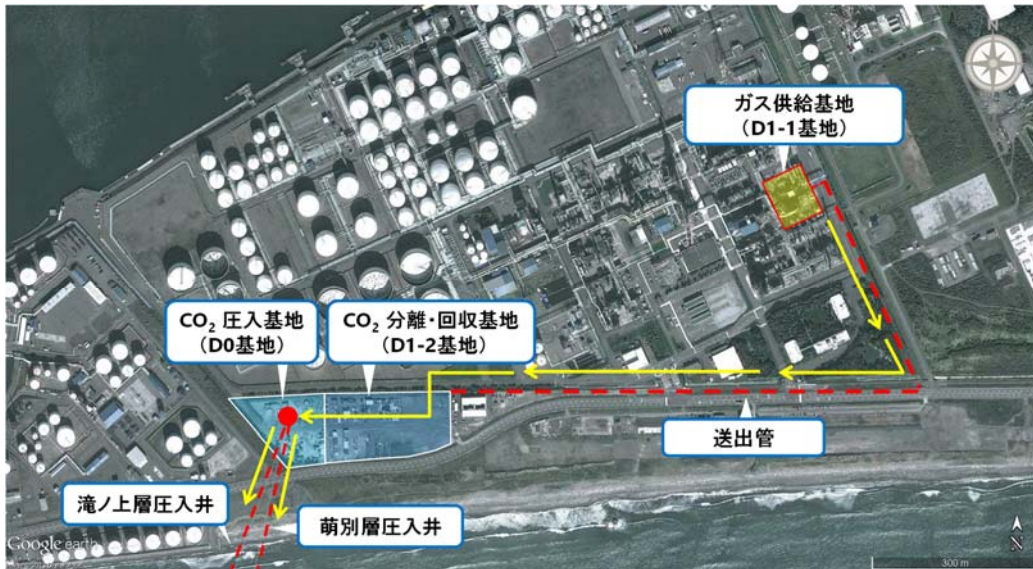 ガス供給基地
（D1-1基地）
CO₂ 圧入基地
（D0基地）
CO₂ 分離・回収基地
（D1-2基地）
送出管
滝ノ上層圧入井
萌別層圧入井
Google earth
N
300 m